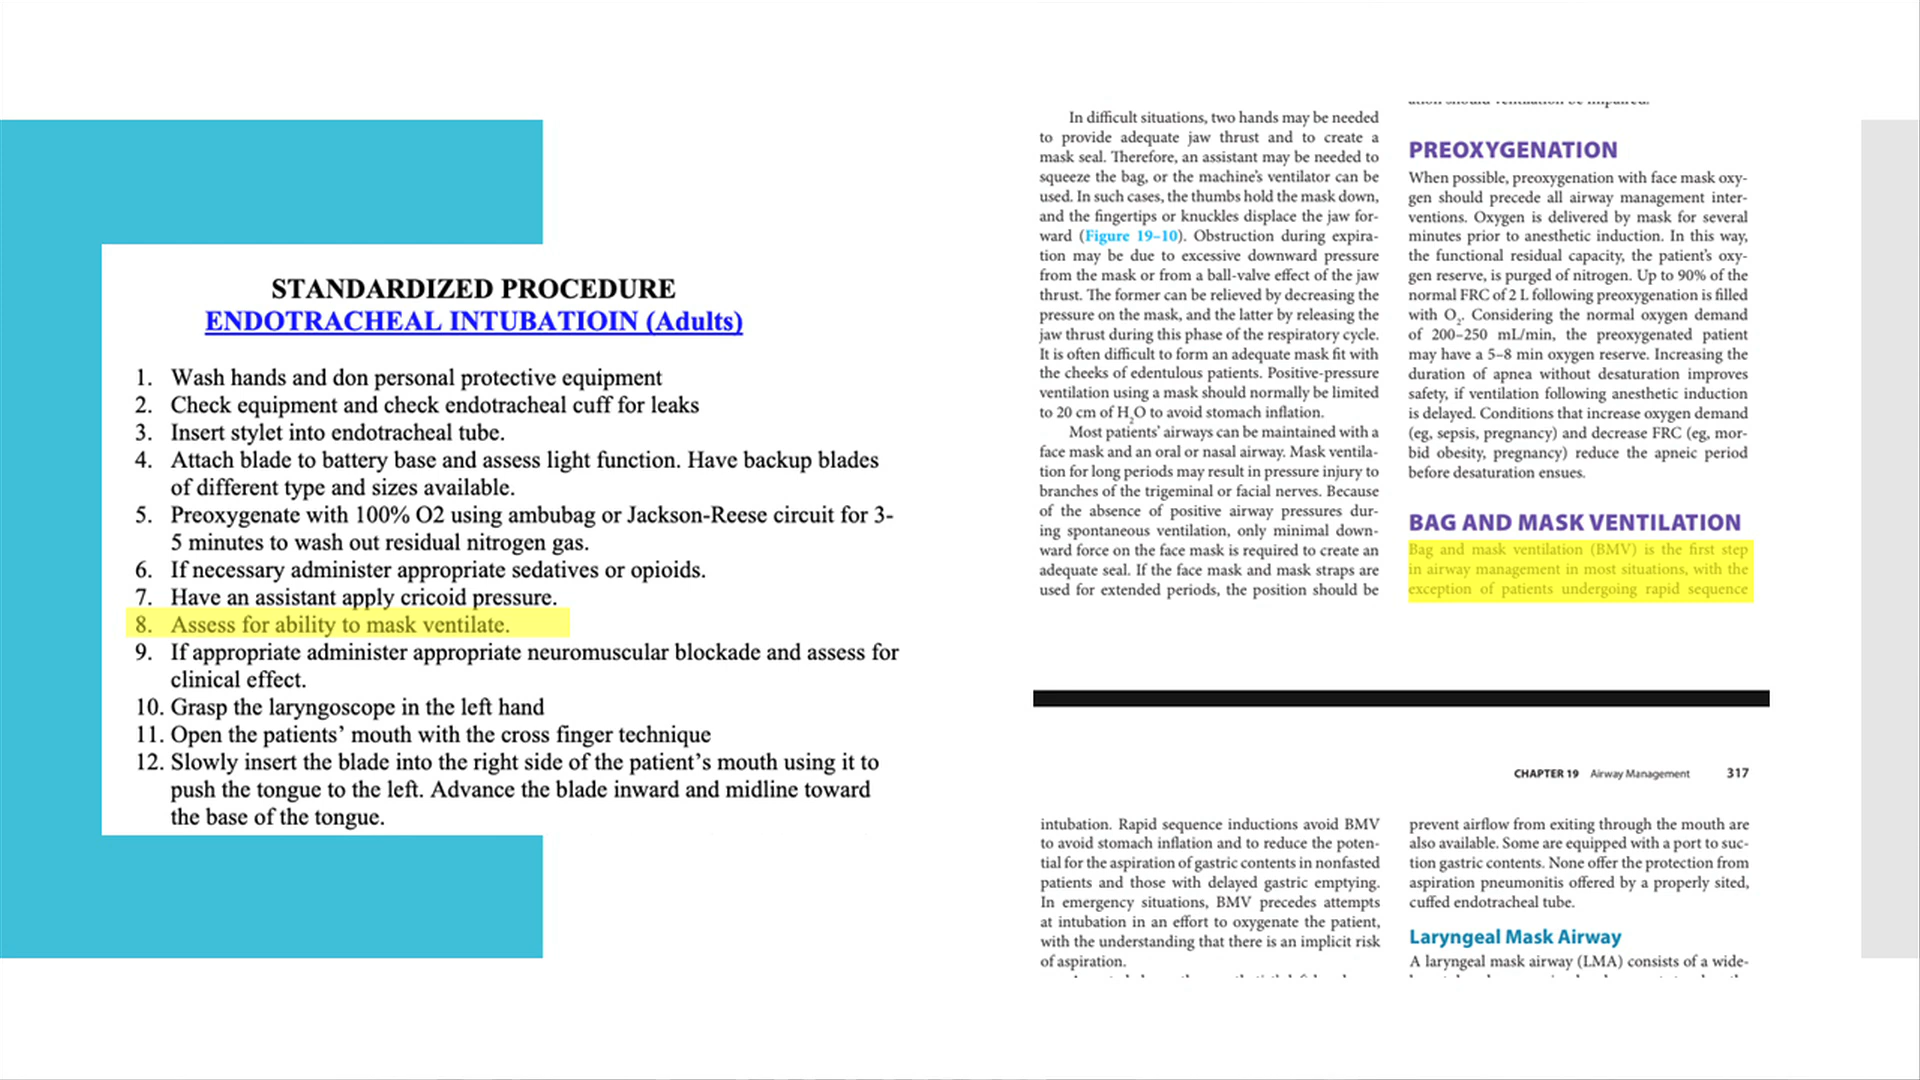 STANDARDIZED PROCEDURE
ENDOTRACHEAL INTUBATIOIN (Adults)
1. Wash hands and don personal protective equipment
2. Check equipment and check endotracheal cuff for leaks
3. Insert stylet into endotracheal tube.
4. Attach blade to battery base and assess light function. Have backup blades
of different type and sizes available.
5. Preoxygenate with 100% O2 using ambubag or Jackson-Reese circuit for 3-
5 minutes to wash out residual nitrogen gas.
6. If necessary administer appropriate sedatives or opioids.
7. Have an assistant apply cricoid pressure.
8. Assess for ability to mask ventilate.
9. If appropriate administer appropriate neuromuscular blockade and assess for
clinical effect.
10. Grasp the laryngoscope in the left hand
11. Open the patients’ mouth with the cross finger technique
12. Slowly insert the blade into the right side of the patient’s mouth using it to
push the tongue to the left. Advance the blade inward and midline toward
the base of the tongue.
In difficult situations, two hands may be needed
to provide adequate jaw thrust and to create a
mask seal. Therefore, an assistant may be needed to
squeeze the bag, or the machine’s ventilator can be
used. In such cases, the thumbs hold the mask down,
and the fingertips or knuckles displace the jaw for-
ward (Figure 19–10). Obstruction during expira-
tion may be due to excessive downward pressure
from the mask or from a ball-valve effect of the jaw
thrust. The former can be relieved by decreasing the
pressure on the mask, and the latter by releasing the
jaw thrust during this phase of the respiratory cycle.
It is often difficult to form an adequate mask fit with
the cheeks of edentulous patients. Positive-pressure
ventilation using a mask should normally be limited
to 20 cm of H2O to avoid stomach inflation.
Most patients’ airways can be maintained with a
face mask and an oral or nasal airway. Mask ventila-
tion for long periods may result in pressure injury to
branches of the trigeminal or facial nerves. Because
of the absence of positive airway pressures dur-
ing spontaneous ventilation, only minimal down-
ward force on the face mask is required to create an
adequate seal. If the face mask and mask straps are
used for extended periods, the position should be
PREOXYGENATION
When possible, preoxygenation with face mask oxy-
gen should precede all airway management inter-
ventions. Oxygen is delivered by mask for several
minutes prior to anesthetic induction. In this way,
the functional residual capacity, the patient’s oxy-
gen reserve, is purged of nitrogen. Up to 90% of the
normal FRC of 2 L following preoxygenation is filled
with O2. Considering the normal oxygen demand
of 200–250 mL/min, the preoxygenated patient
may have a 5–8 min oxygen reserve. Increasing the
duration of apnea without desaturation improves
safety, if ventilation following anesthetic induction
is delayed. Conditions that increase oxygen demand
(eg, sepsis, pregnancy) and decrease FRC (eg, mor-
bid obesity, pregnancy) reduce the apneic period
before desaturation ensues.
BAG AND MASK VENTILATION
Bag and mask ventilation (BMV) is the first step
in airway management in most situations, with the
exception of patients undergoing rapid sequence
CHAPTER 19 Airway Management 317
intubation. Rapid sequence inductions avoid BMV
to avoid stomach inflation and to reduce the poten-
tial for the aspiration of gastric contents in nonfasted
patients and those with delayed gastric emptying.
In emergency situations, BMV precedes attempts
at intubation in an effort to oxygenate the patient,
with the understanding that there is an implicit risk
of aspiration.
prevent airflow from exiting through the mouth are
also available. Some are equipped with a port to suc-
tion gastric contents. None offer the protection from
aspiration pneumonitis offered by a properly sited,
cuffed endotracheal tube.
Laryngeal Mask Airway
A laryngeal mask airway (LMA) consists of a wide-